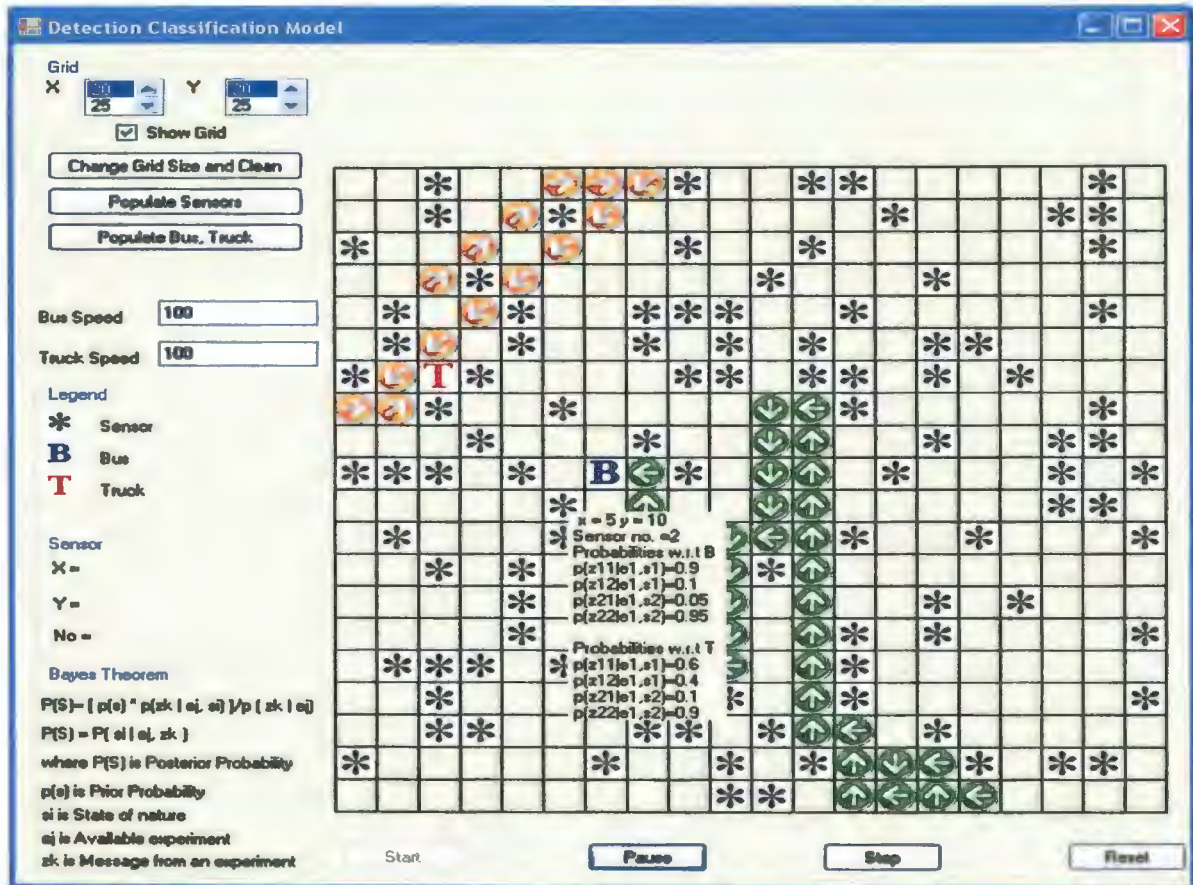 Detection Classification Model
Grid
X 20 25 Y 20 25
Show Grid
Change Grid Size and Clean
Populate Sensors
Populate Bus, Truck
Bus Speed 100
Truck Speed 100
Legend
Sensor
B Bus
T Truck
Sensor
X =
Y =
No =
Bayes Theorem
P(S)= [ p(s) * p(zk | ej, si) ]/p ( zk | ej)
P(S) = P( si | ej, zk )
where P(S) is Posterior Probability
p(s) is Prior Probability
si is State of nature
ej is Available experiment
zk is Message from an experiment
T
B
x = 5 y = 10
Sensor no. =2
Probabilities w.r.t B
p(z11|e1,s1)=0.9
p(z12|e1,s1)=0.1
p(z21|e1,s2)=0.05
p(z22|e1,s2)=0.95
Probabilities w.r.t T
p(z11|e1,s1)=0.6
p(z12|e1,s1)=0.4
p(z21|e1,s2)=0.1
p(z22|e1,s2)=0.9
Start Pause Stop Reset